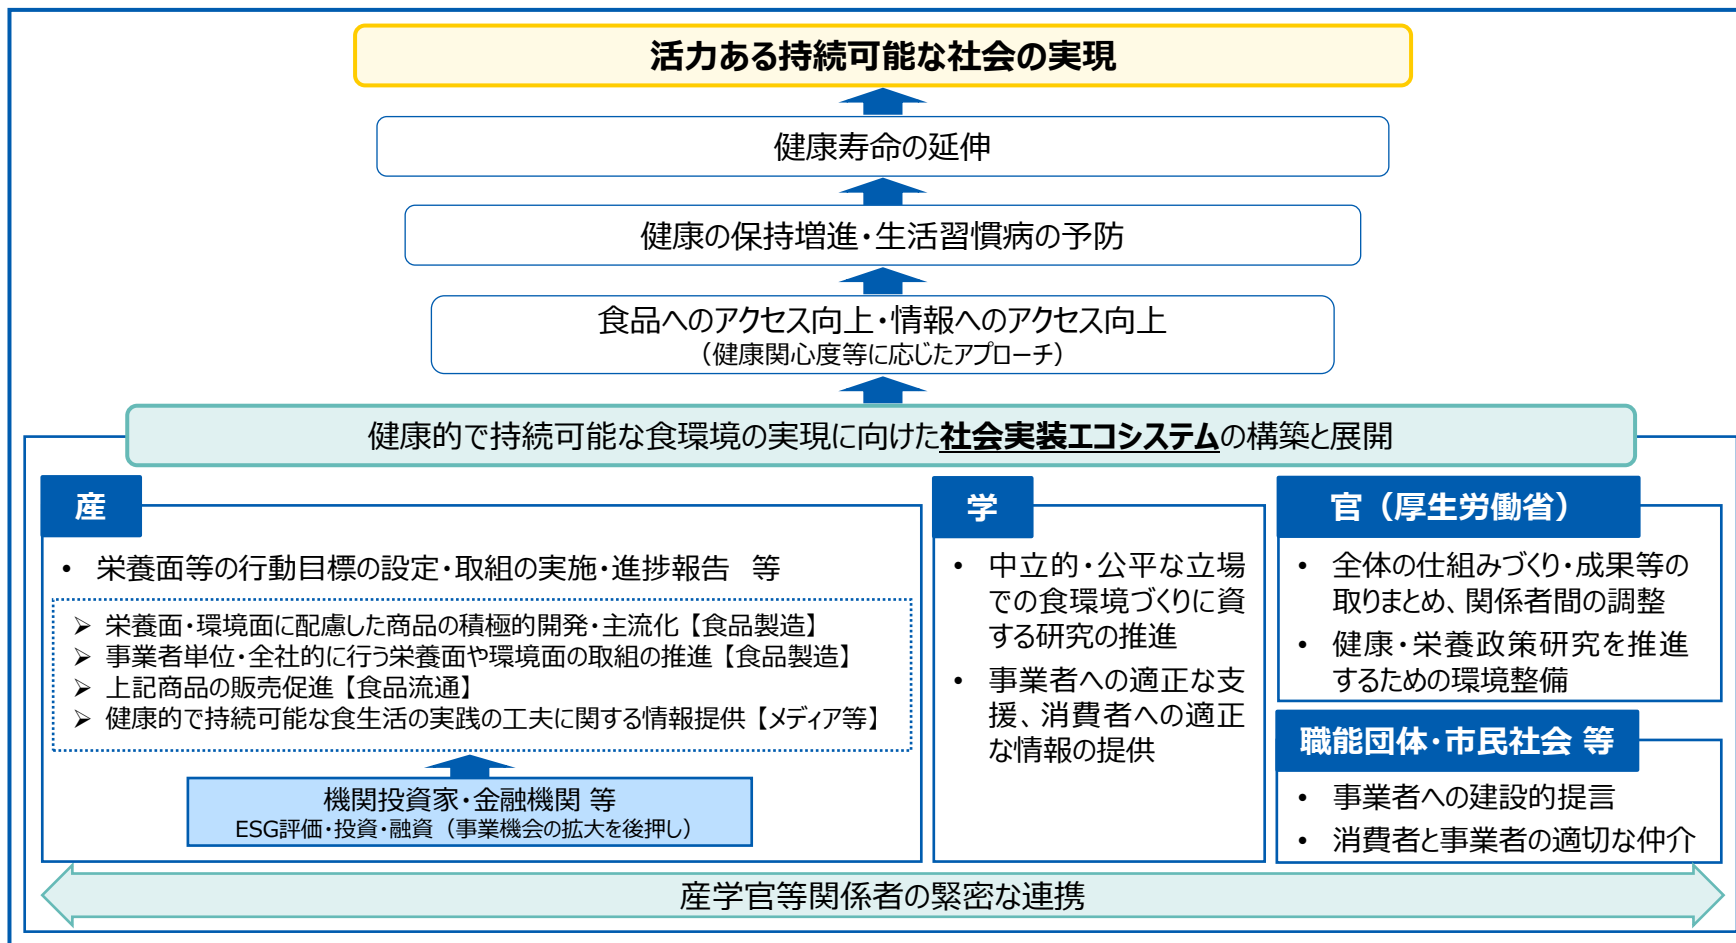 活力ある持続可能な社会の実現
健康寿命の延伸
健康の保持増進・生活習慣病の予防
食品へのアクセス向上・情報へのアクセス向上
（健康関心度等に応じたアプローチ）
健康的で持続可能な食環境の実現に向けた社会実装エコシステムの構築と展開
産
• 栄養面等の行動目標の設定・取組の実施・進捗報告 等
➢ 栄養面・環境面に配慮した商品の積極的開発・主流化【食品製造】
➢ 事業者単位・全社的に行う栄養面や環境面の取組の推進【食品製造】
➢ 上記商品の販売促進【食品流通】
➢ 健康的で持続可能な食生活の実践の工夫に関する情報提供【メディア等】
機関投資家・金融機関 等
ESG評価・投資・融資（事業機会の拡大を後押し）
学
• 中立的・公平な立場
での食環境づくりに資
する研究の推進
• 事業者への適正な支
援、消費者への適正
な情報の提供
官（厚生労働省）
• 全体の仕組みづくり・成果等の
取りまとめ、関係者間の調整
• 健康・栄養政策研究を推進
するための環境整備
職能団体・市民社会 等
• 事業者への建設的提言
• 消費者と事業者の適切な仲介
産学官等関係者の緊密な連携